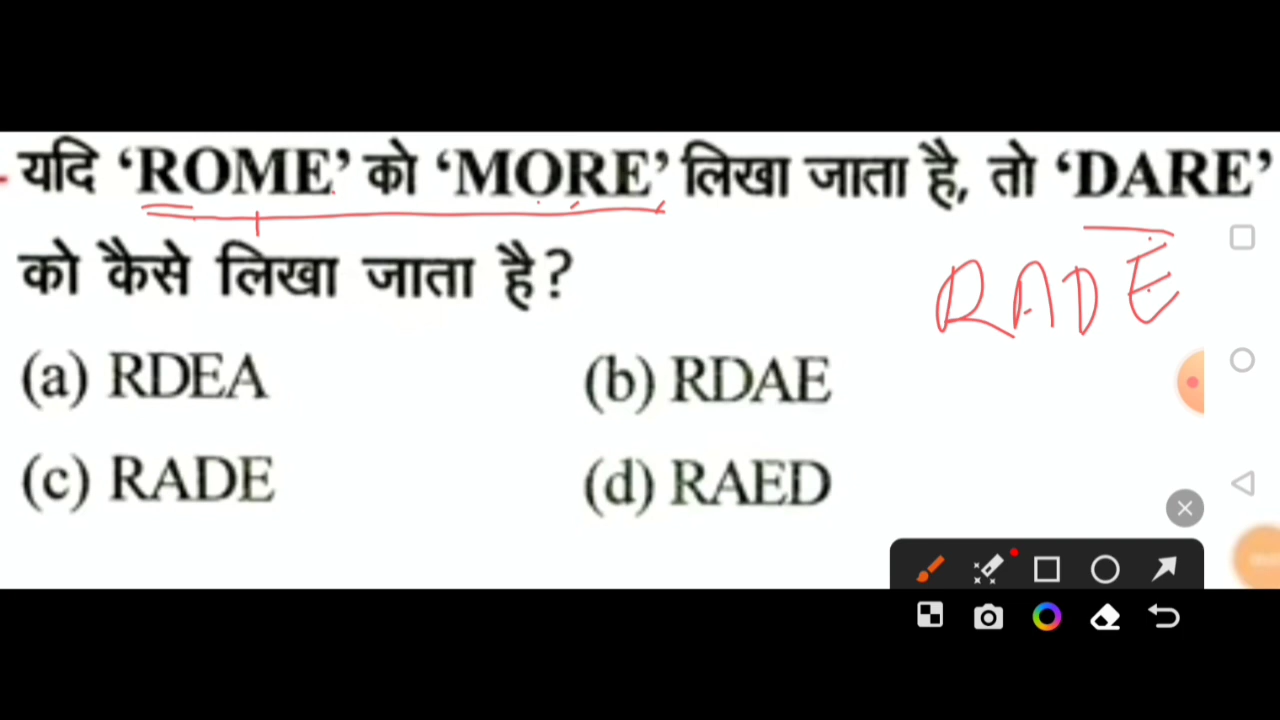 यदि ‘ROME’ को ‘MORE’ लिखा जाता है, तो ‘DARE’
को कैसे लिखा जाता है?
RADE
(a) RDEA (b) RDAE
(c) RADE (d) RAED